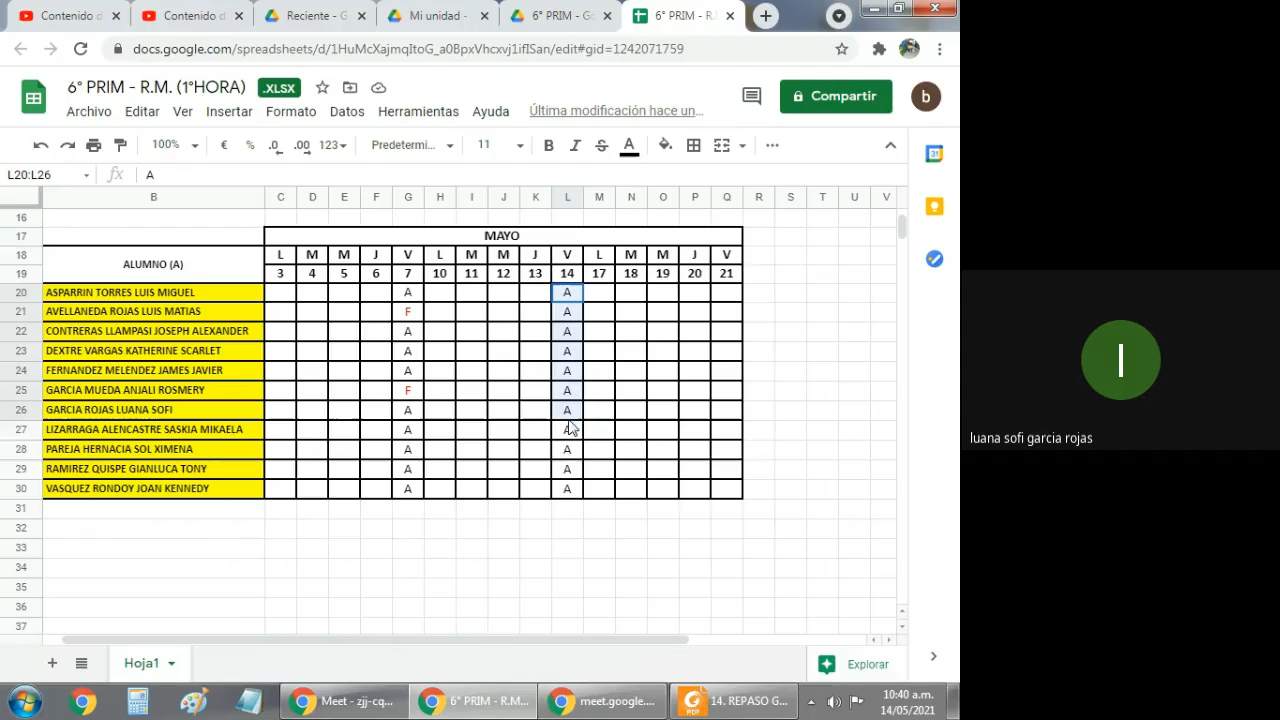 Contenido d
Contenido d
Reciente - G
Mi unidad -
6° PRIM - Go
6° PRIM - R.
docs.google.com/spreadsheets/d/1HuMcXajmqItoG_a0BpxVhcxvj1ifISan/edit#gid=1242071759
6° PRIM - R.M. (1°HORA)
.XLSX
Archivo Editar Ver Insertar Formato Datos Herramientas Ayuda Última modificación hace un...
Compartir
b
100% € % .0 .00 123 Predetermi... 11 B I S A
L20:L26 fx A
B C D E F G H I J K L M N O P Q R S T U V
16
17 MAYO
18 L M M J V L M M J V L M M J V
ALUMNO (A)
19 3 4 5 6 7 10 11 12 13 14 17 18 19 20 21
20 ASPARRIN TORRES LUIS MIGUEL A A
21 AVELLANEDA ROJAS LUIS MATIAS F A
22 CONTRERAS LLAMPASI JOSEPH ALEXANDER A A
23 DEXTRE VARGAS KATHERINE SCARLET A A
24 FERNANDEZ MELENDEZ JAMES JAVIER A A
25 GARCIA MUEDA ANJALI ROSMERY F A
26 GARCIA ROJAS LUANA SOFI A A
27 LIZARRAGA ALENCASTRE SASKIA MIKAELA A A
28 PAREJA HERNACIA SOL XIMENA A A
29 RAMIREZ QUISPE GIANLUCA TONY A A
30 VASQUEZ RONDOY JOAN KENNEDY A A
31
32
33
34
35
36
37
Hoja1
Explorar
31
l
luana sofi garcia rojas
Meet - zjj-cq...
6° PRIM - R.M...
meet.google....
PDF
14. REPASO G...
10:40 a.m.
14/05/2021